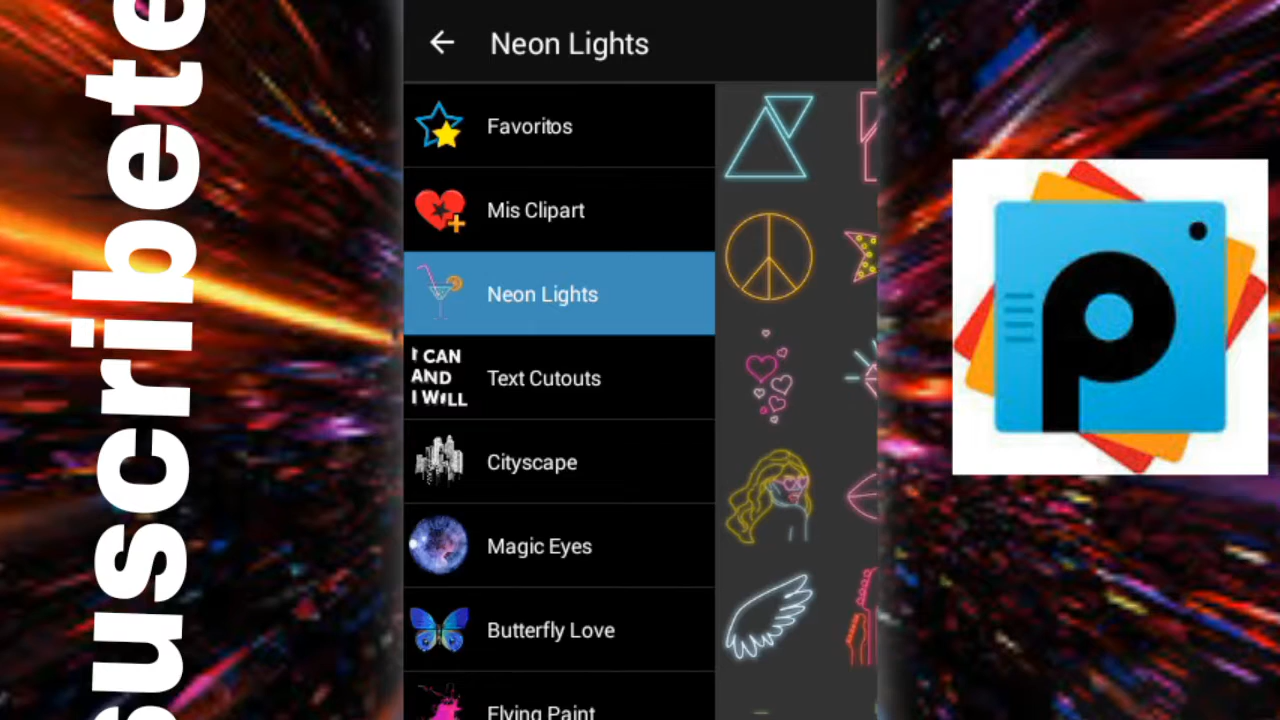 suscribete
Neon Lights
Favoritos
Mis Clipart
Neon Lights
I CAN
AND
I WILL
Text Cutouts
Cityscape
Magic Eyes
Butterfly Love
Flying Paint